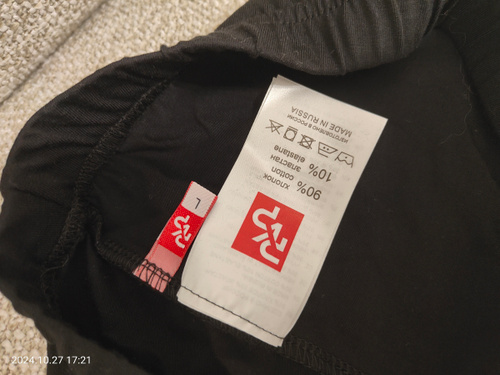 90% хлопок
cotton
10% эластан
elastane
ИЗГОТОВЛЕНО В РОССИИ
MADE IN RUSSIA
L
2024.10.27 17:21